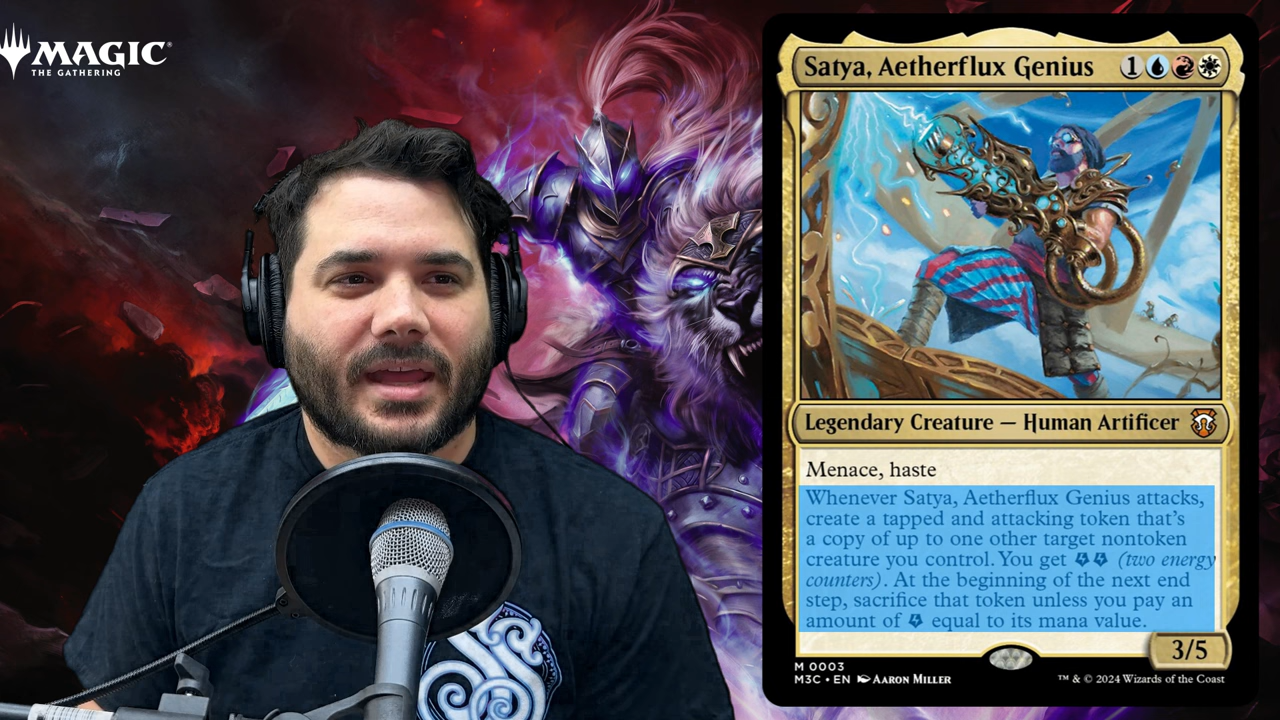 MAGIC®
THE GATHERING
Satya, Aetherflux Genius 1
Legendary Creature — Human Artificer
Menace, haste
Whenever Satya, Aetherflux Genius attacks,
create a tapped and attacking token that's
a copy of up to one other target nontoken
creature you control. You get (two energy
counters). At the beginning of the next end
step, sacrifice that token unless you pay an
amount of equal to its mana value.
3/5
M 0003
M3C • EN AARON MILLER
™ & © 2024 Wizards of the Coast